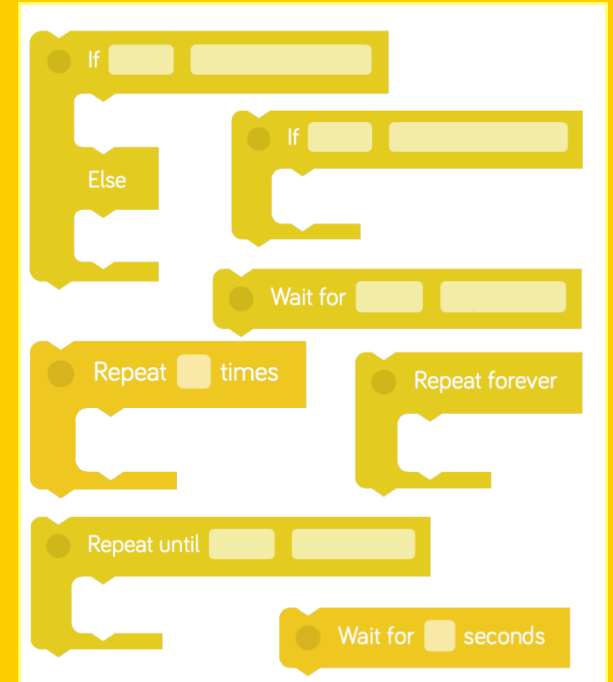 If
If
Else
Wait for
Repeat times
Repeat forever
Repeat until
Wait for seconds